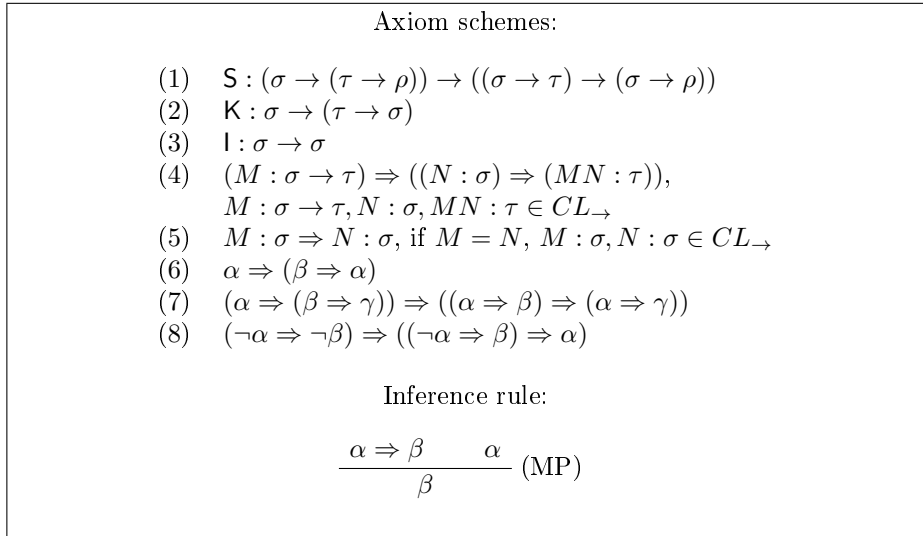 Axiom schemes:
(1) S : (σ → (τ → ρ)) → ((σ → τ) → (σ → ρ))
(2) K : σ → (τ → σ)
(3) I : σ → σ
(4) (M : σ → τ) ⇒ ((N : σ) ⇒ (MN : τ)),
M : σ → τ, N : σ, MN : τ ∈ CL→
(5) M : σ ⇒ N : σ, if M = N, M : σ, N : σ ∈ CL→
(6) α ⇒ (β ⇒ α)
(7) (α ⇒ (β ⇒ γ)) ⇒ ((α ⇒ β) ⇒ (α ⇒ γ))
(8) (¬α ⇒ ¬β) ⇒ ((¬α ⇒ β) ⇒ α)
Inference rule:
α ⇒ β α
(MP)
β